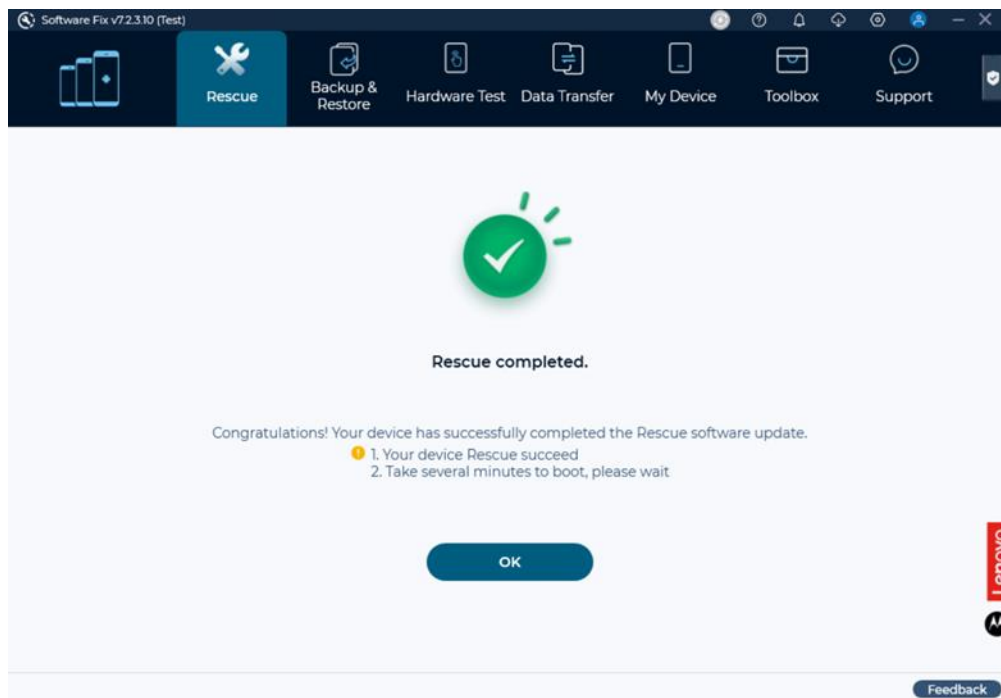 Software Fix v7.2.3.10 (Test)
Rescue
Backup &
Restore
Hardware Test
Data Transfer
My Device
Toolbox
Support
Rescue completed.
Congratulations! Your device has successfully completed the Rescue software update.
1. Your device Rescue succeed
2. Take several minutes to boot, please wait
OK
Lenovo
Feedback